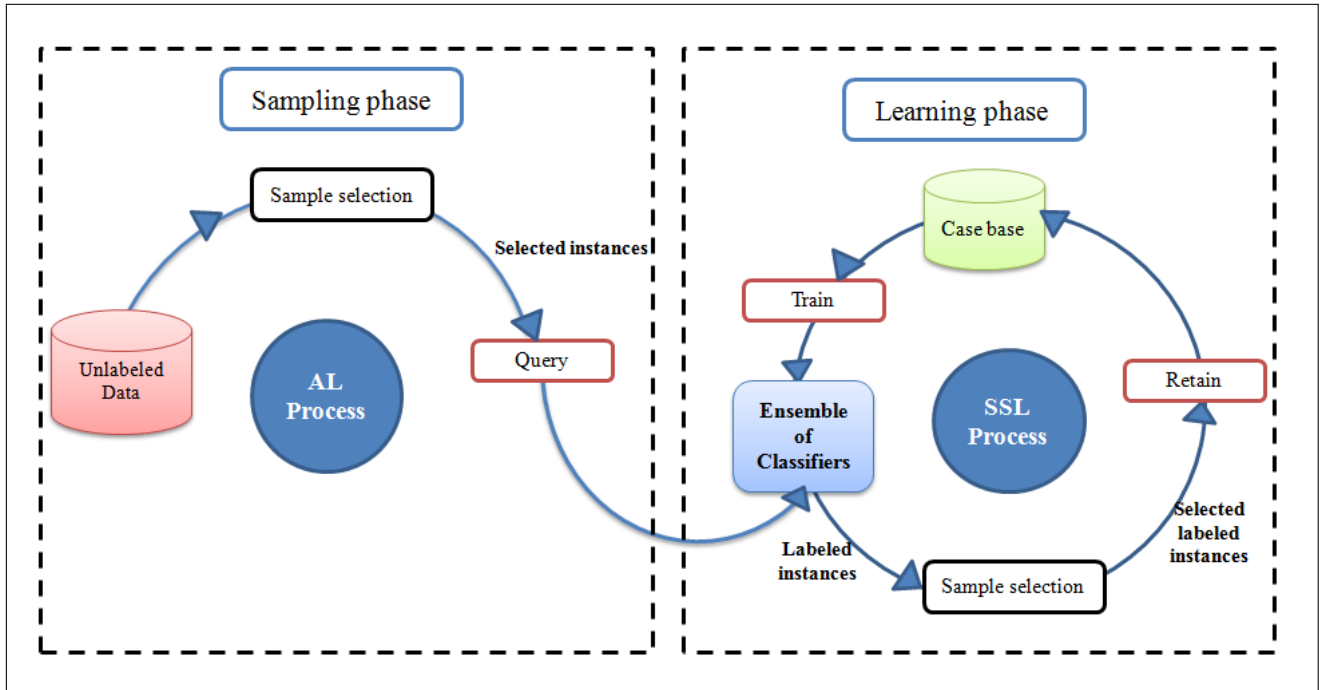 Sampling phase
Sample selection
Selected instances
Unlabeled
Data
AL
Process
Query
Learning phase
Case base
Train
Ensemble
of
Classifiers
SSL
Process
Retain
Labeled
instances
Sample selection
Selected
labeled
instances